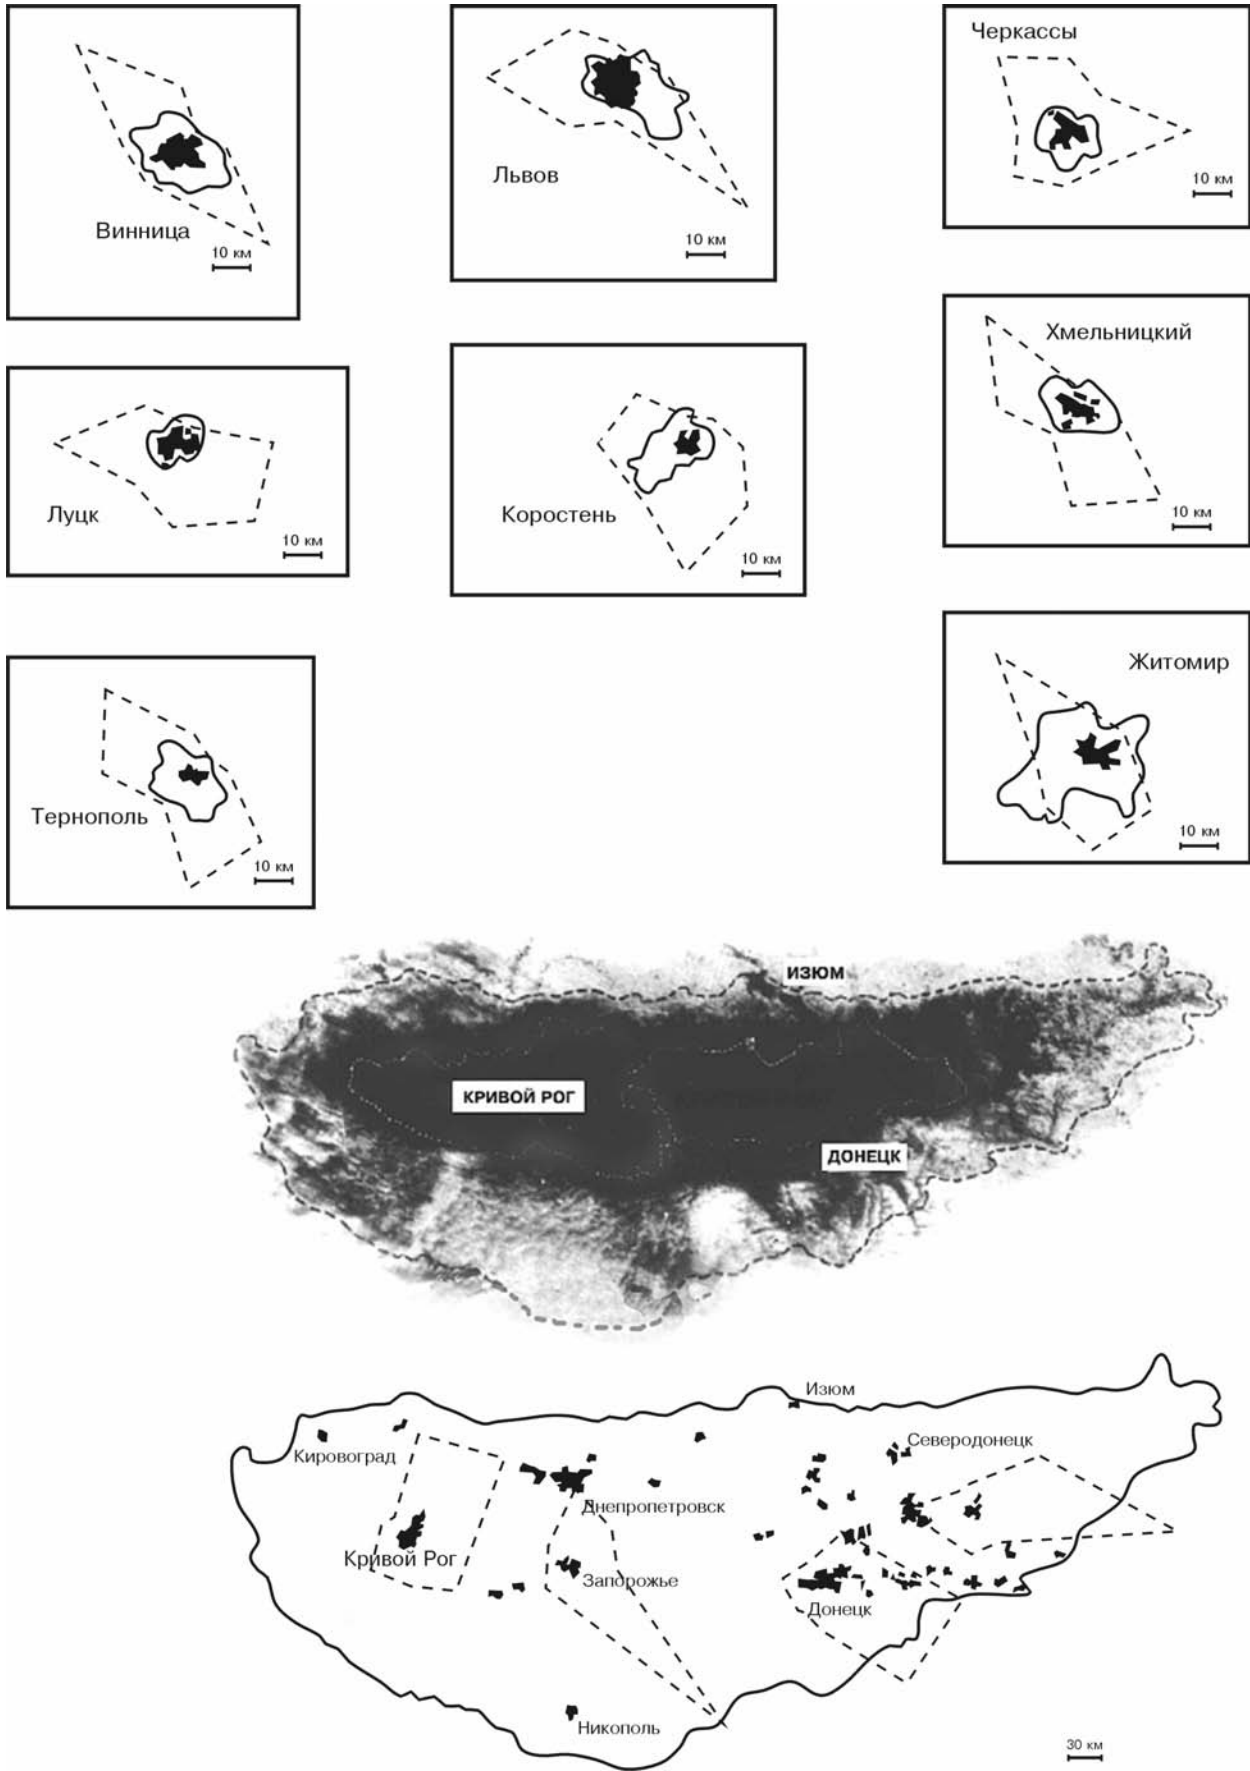 Черкассы
10 км
Львов
10 км
Винница
10 км
Хмельницкий
10 км
Луцк
10 км
Коростень
10 км
Житомир
10 км
Тернополь
10 км
ИЗЮМ
КРИВОЙ РОГ
ДОНЕЦК
Изюм
Кировоград
Северодонецк
Днепропетровск
Кривой Рог
Запорожье
Донецк
Никополь
30 км